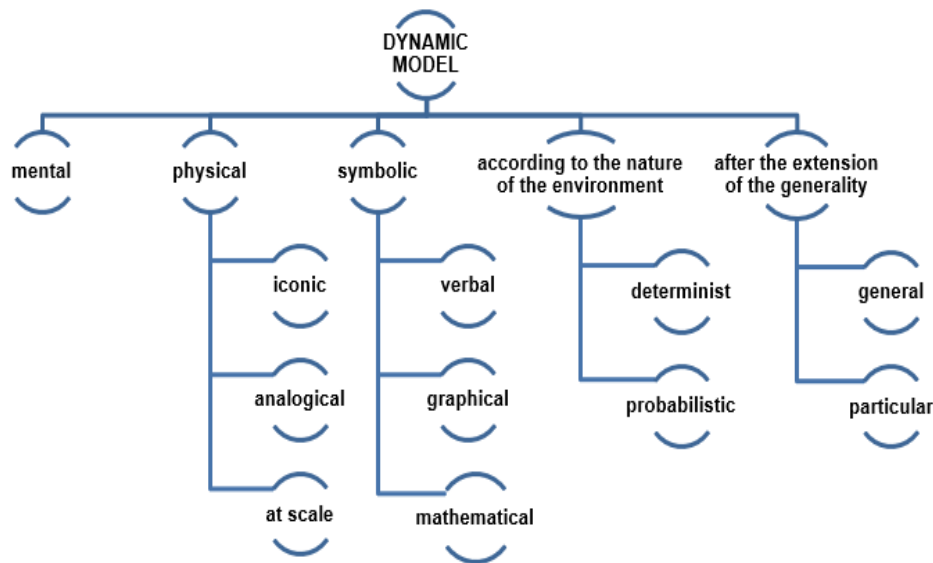 DYNAMIC
MODEL
mental
physical
symbolic
according to the nature
of the environment
after the extension
of the generality
iconic
verbal
determinist
general
analogical
graphical
probabilistic
particular
at scale
mathematical